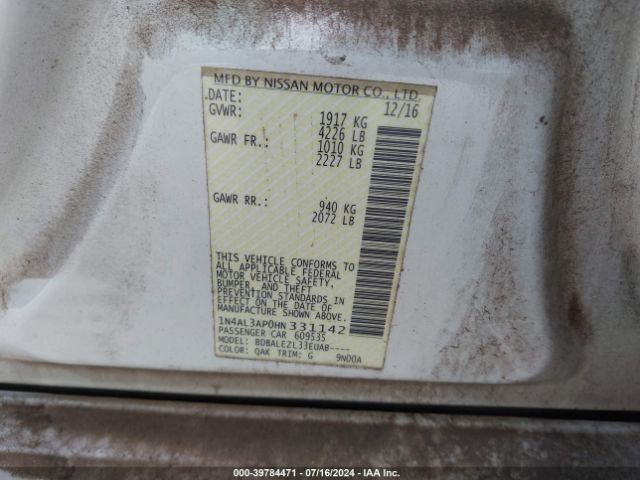 MFD BY NISSAN MOTOR CO., LTD.
DATE: 12/16
GVWR: 1917 KG
4226 LB
GAWR FR.: 1010 KG
2227 LB
GAWR RR.: 940 KG
2072 LB
THIS VEHICLE CONFORMS TO
ALL APPLICABLE FEDERAL
MOTOR VEHICLE SAFETY,
BUMPER, AND THEFT
PREVENTION STANDARDS IN
EFFECT ON THE DATE OF
MANUFACTURE SHOWN ABOVE.
1N4AL3AP0HN331142
PASSENGER CAR 609535
MODEL: BDBALEZL33EUAB----
COLOR: QAK TRIM: G 9ND0A
000-39784471 - 07/16/2024 - IAA Inc.